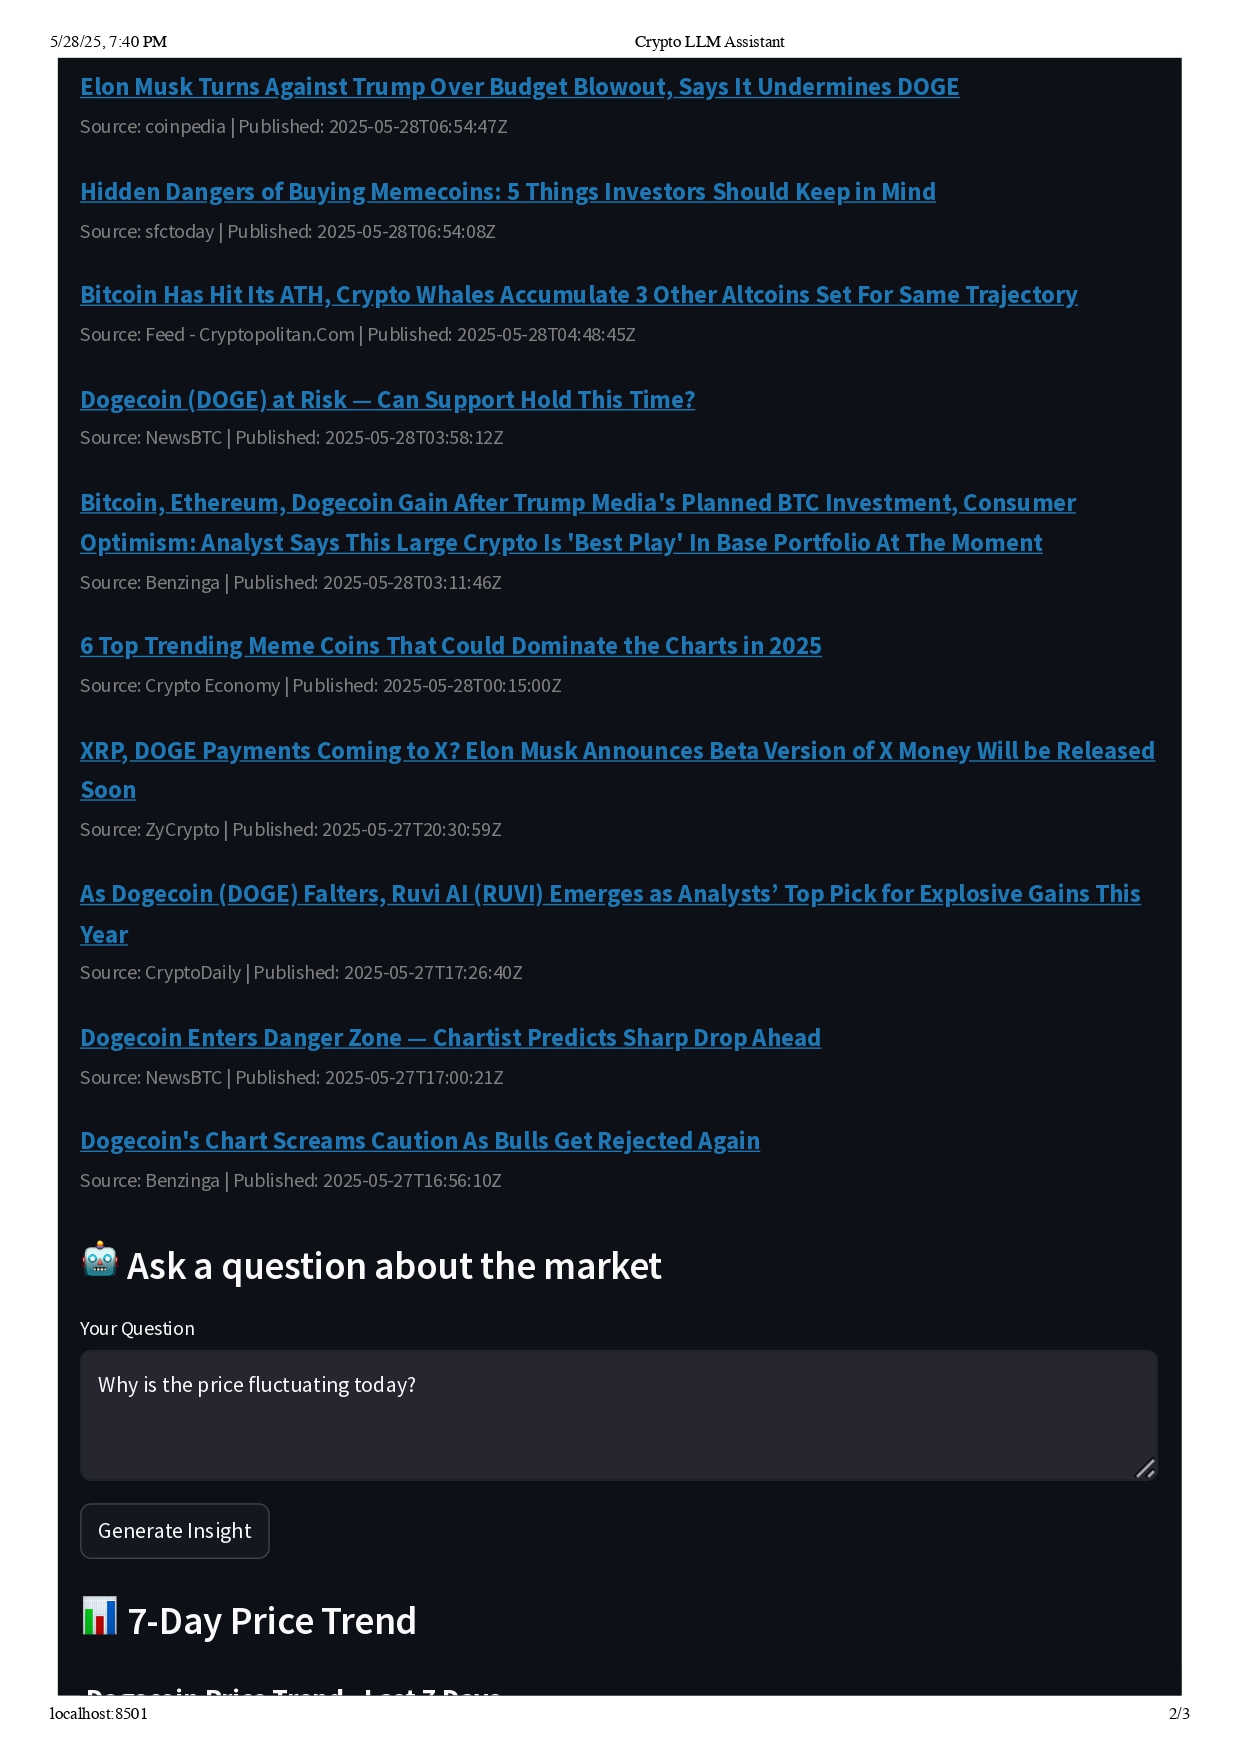 5/28/25, 7:40 PM
Crypto LLM Assistant
Elon Musk Turns Against Trump Over Budget Blowout, Says It Undermines DOGE
Source: coinpedia | Published: 2025-05-28T06:54:47Z
Hidden Dangers of Buying Memecoins: 5 Things Investors Should Keep in Mind
Source: sfctoday | Published: 2025-05-28T06:54:08Z
Bitcoin Has Hit Its ATH, Crypto Whales Accumulate 3 Other Altcoins Set For Same Trajectory
Source: Feed - Cryptopolitan.Com | Published: 2025-05-28T04:48:45Z
Dogecoin (DOGE) at Risk — Can Support Hold This Time?
Source: NewsBTC | Published: 2025-05-28T03:58:12Z
Bitcoin, Ethereum, Dogecoin Gain After Trump Media's Planned BTC Investment, Consumer
Optimism: Analyst Says This Large Crypto Is 'Best Play' In Base Portfolio At The Moment
Source: Benzinga | Published: 2025-05-28T03:11:46Z
6 Top Trending Meme Coins That Could Dominate the Charts in 2025
Source: Crypto Economy | Published: 2025-05-28T00:15:00Z
XRP, DOGE Payments Coming to X? Elon Musk Announces Beta Version of X Money Will be Released
Soon
Source: ZyCrypto | Published: 2025-05-27T20:30:59Z
As Dogecoin (DOGE) Falters, Ruvi AI (RUVI) Emerges as Analysts’ Top Pick for Explosive Gains This
Year
Source: CryptoDaily | Published: 2025-05-27T17:26:40Z
Dogecoin Enters Danger Zone — Chartist Predicts Sharp Drop Ahead
Source: NewsBTC | Published: 2025-05-27T17:00:21Z
Dogecoin's Chart Screams Caution As Bulls Get Rejected Again
Source: Benzinga | Published: 2025-05-27T16:56:10Z
Ask a question about the market
Your Question
Why is the price fluctuating today?
Generate Insight
7-Day Price Trend
Dogecoin Price Trend - Last 7 Days
localhost:8501
2/3